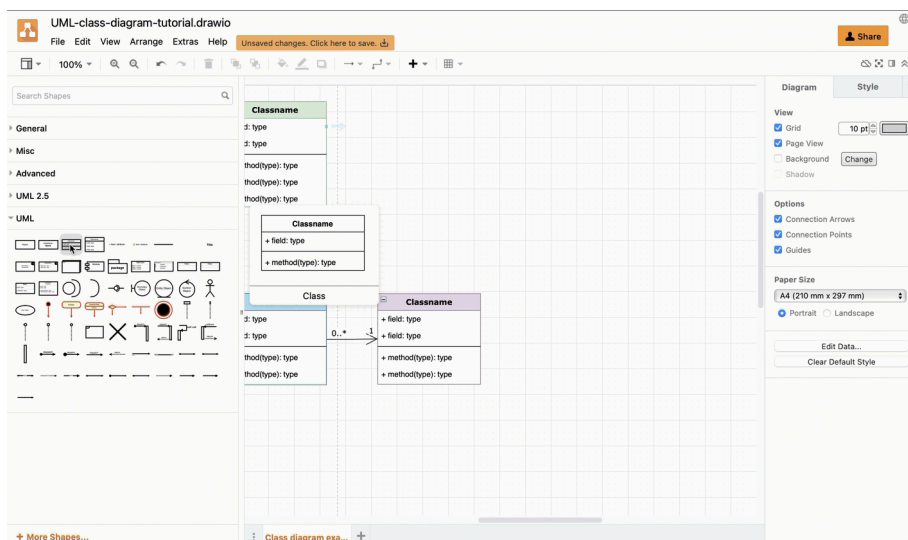 UML-class-diagram-tutorial.drawio
File Edit View Arrange Extras Help
Unsaved changes. Click here to save.
Share
100%
Search Shapes
General
Misc
Advanced
UML 2.5
UML
package
Title
+ More Shapes...
Classname
d: type
d: type
thod(type): type
thod(type): type
thod(type): type
Classname
+ field: type
+ method(type): type
Class
d: type
d: type
thod(type): type
thod(type): type
0..*
1
Classname
+ field: type
+ field: type
+ method(type): type
+ method(type): type
Class diagram exa...
Diagram
Style
View
Grid
10 pt
Page View
Background
Change
Shadow
Options
Connection Arrows
Connection Points
Guides
Paper Size
A4 (210 mm x 297 mm)
Portrait Landscape
Edit Data...
Clear Default Style